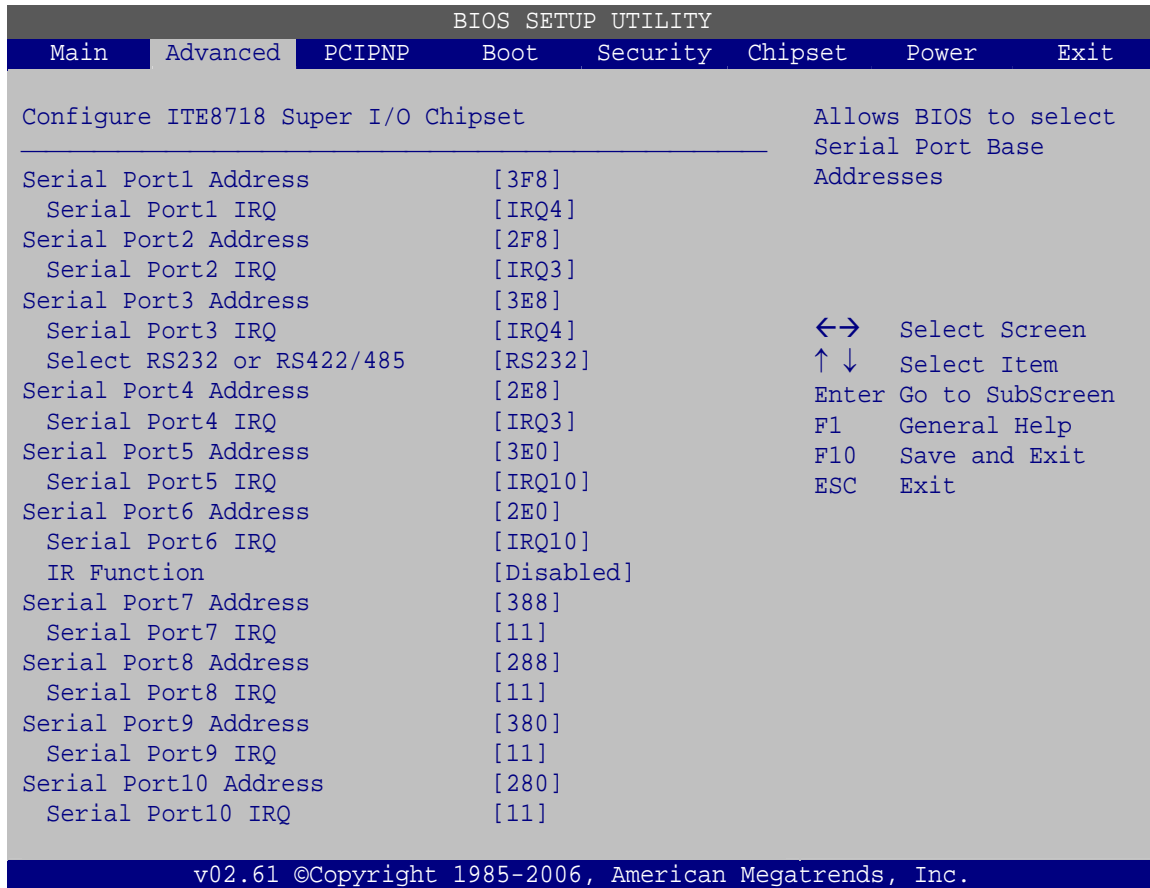 BIOS SETUP UTILITY
Main Advanced PCIPNP Boot Security Chipset Power Exit
Configure ITE8718 Super I/O Chipset
Serial Port1 Address [3F8]
Serial Port1 IRQ [IRQ4]
Serial Port2 Address [2F8]
Serial Port2 IRQ [IRQ3]
Serial Port3 Address [3E8]
Serial Port3 IRQ [IRQ4]
Select RS232 or RS422/485 [RS232]
Serial Port4 Address [2E8]
Serial Port4 IRQ [IRQ3]
Serial Port5 Address [3E0]
Serial Port5 IRQ [IRQ10]
Serial Port6 Address [2E0]
Serial Port6 IRQ [IRQ10]
IR Function [Disabled]
Serial Port7 Address [388]
Serial Port7 IRQ [11]
Serial Port8 Address [288]
Serial Port8 IRQ [11]
Serial Port9 Address [380]
Serial Port9 IRQ [11]
Serial Port10 Address [280]
Serial Port10 IRQ [11]
Allows BIOS to select
Serial Port Base
Addresses
←→ Select Screen
↑ ↓ Select Item
Enter Go to SubScreen
F1 General Help
F10 Save and Exit
ESC Exit
v02.61 ©Copyright 1985-2006, American Megatrends, Inc.